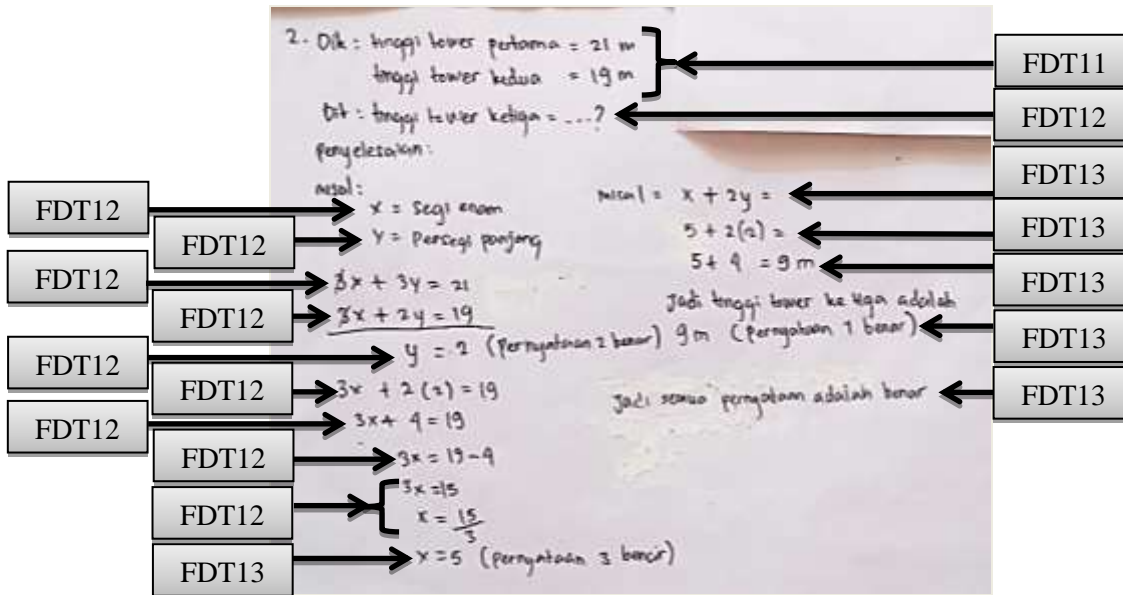 2. Dik : tinggi tower pertama = 21 m
FDT11
tinggi tower kedua = 19 m
Dit : tinggi tower ketiga = ...?
FDT12
penyelesaian :
misal :
FDT12
x = segi enam
FDT12
y = Persegi panjang
FDT12
3x + 3y = 21
FDT12
3x + 2y = 19
FDT12
y = 2 (Pernyataan 2 benar)
FDT12
3x + 2 (2) = 19
FDT12
3x + 4 = 19
FDT12
3x = 19 - 4
FDT12
3x = 15
x = 15/3
FDT13
x = 5 (pernyataan 3 benar)
misal = x + 2y =
FDT13
5 + 2(2) =
FDT13
5 + 4 = 9 m
FDT13
Jadi tinggi tower ke tiga adalah
9 m (Pernyataan 1 benar)
FDT13
Jadi semua pernyataan adalah benar
FDT13